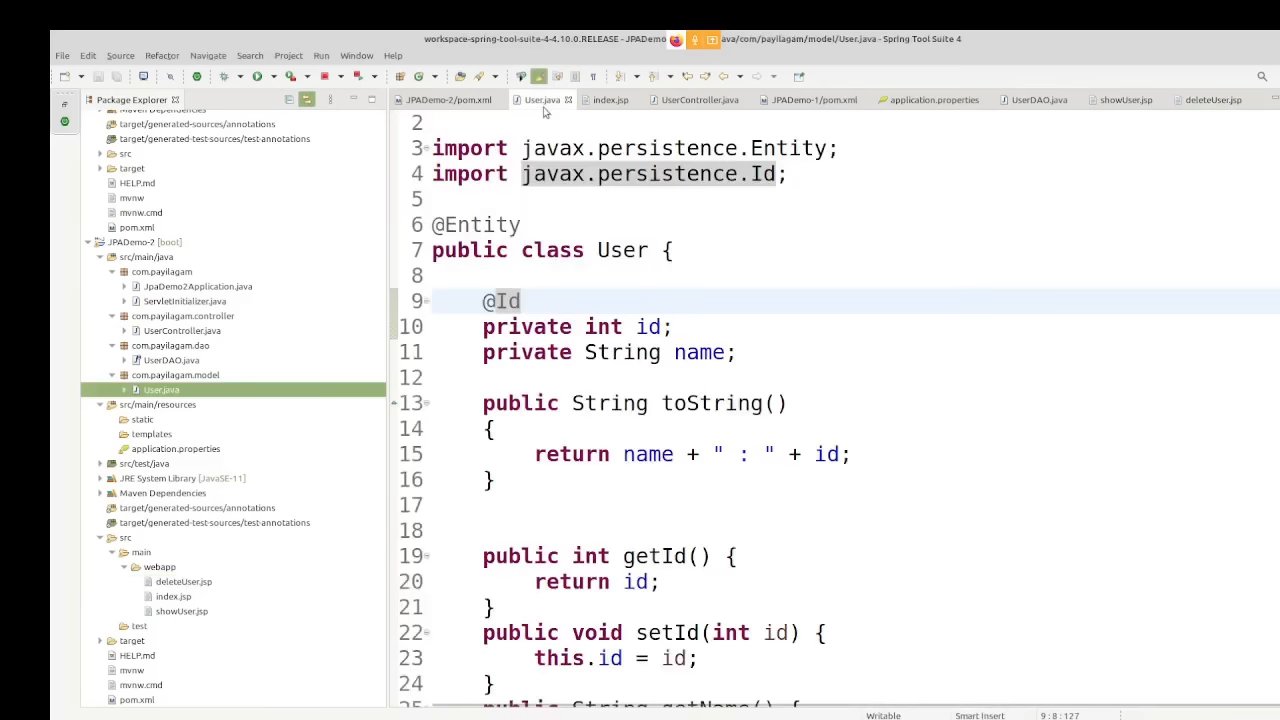 workspace-spring-tool-suite-4-4.10.0.RELEASE - JPADemo ava/com/payilagam/model/User.java - Spring Tool Suite 4
File Edit Source Refactor Navigate Search Project Run Window Help
Package Explorer
JPADemo-2/pom.xml User.java index.jsp UserController.java JPADemo-1/pom.xml application.properties UserDAO.java showUser.jsp deleteUser.jsp
target/generated-sources/annotations
target/generated-test-sources/test-annotations
src
target
HELP.md
mvnw
mvnw.cmd
pom.xml
JPADemo-2 [boot]
src/main/java
com.payilagam
JpaDemo2Application.java
ServletInitializer.java
com.payilagam.controller
UserController.java
com.payilagam.dao
UserDAO.java
com.payilagam.model
User.java
src/main/resources
static
templates
application.properties
src/test/java
JRE System Library [JavaSE-11]
Maven Dependencies
target/generated-sources/annotations
target/generated-test-sources/test-annotations
src
main
webapp
deleteUser.jsp
index.jsp
showUser.jsp
test
target
HELP.md
mvnw
mvnw.cmd
pom.xml
2
3 import javax.persistence.Entity;
4 import javax.persistence.Id;
5
6 @Entity
7 public class User {
8
9 @Id
10 private int id;
11 private String name;
12
13 public String toString()
14 {
15 return name + " : " + id;
16 }
17
18
19 public int getId() {
20 return id;
21 }
22 public void setId(int id) {
23 this.id = id;
24 }
25 public String getName() {
Writable Smart Insert 9 : 8 : 127